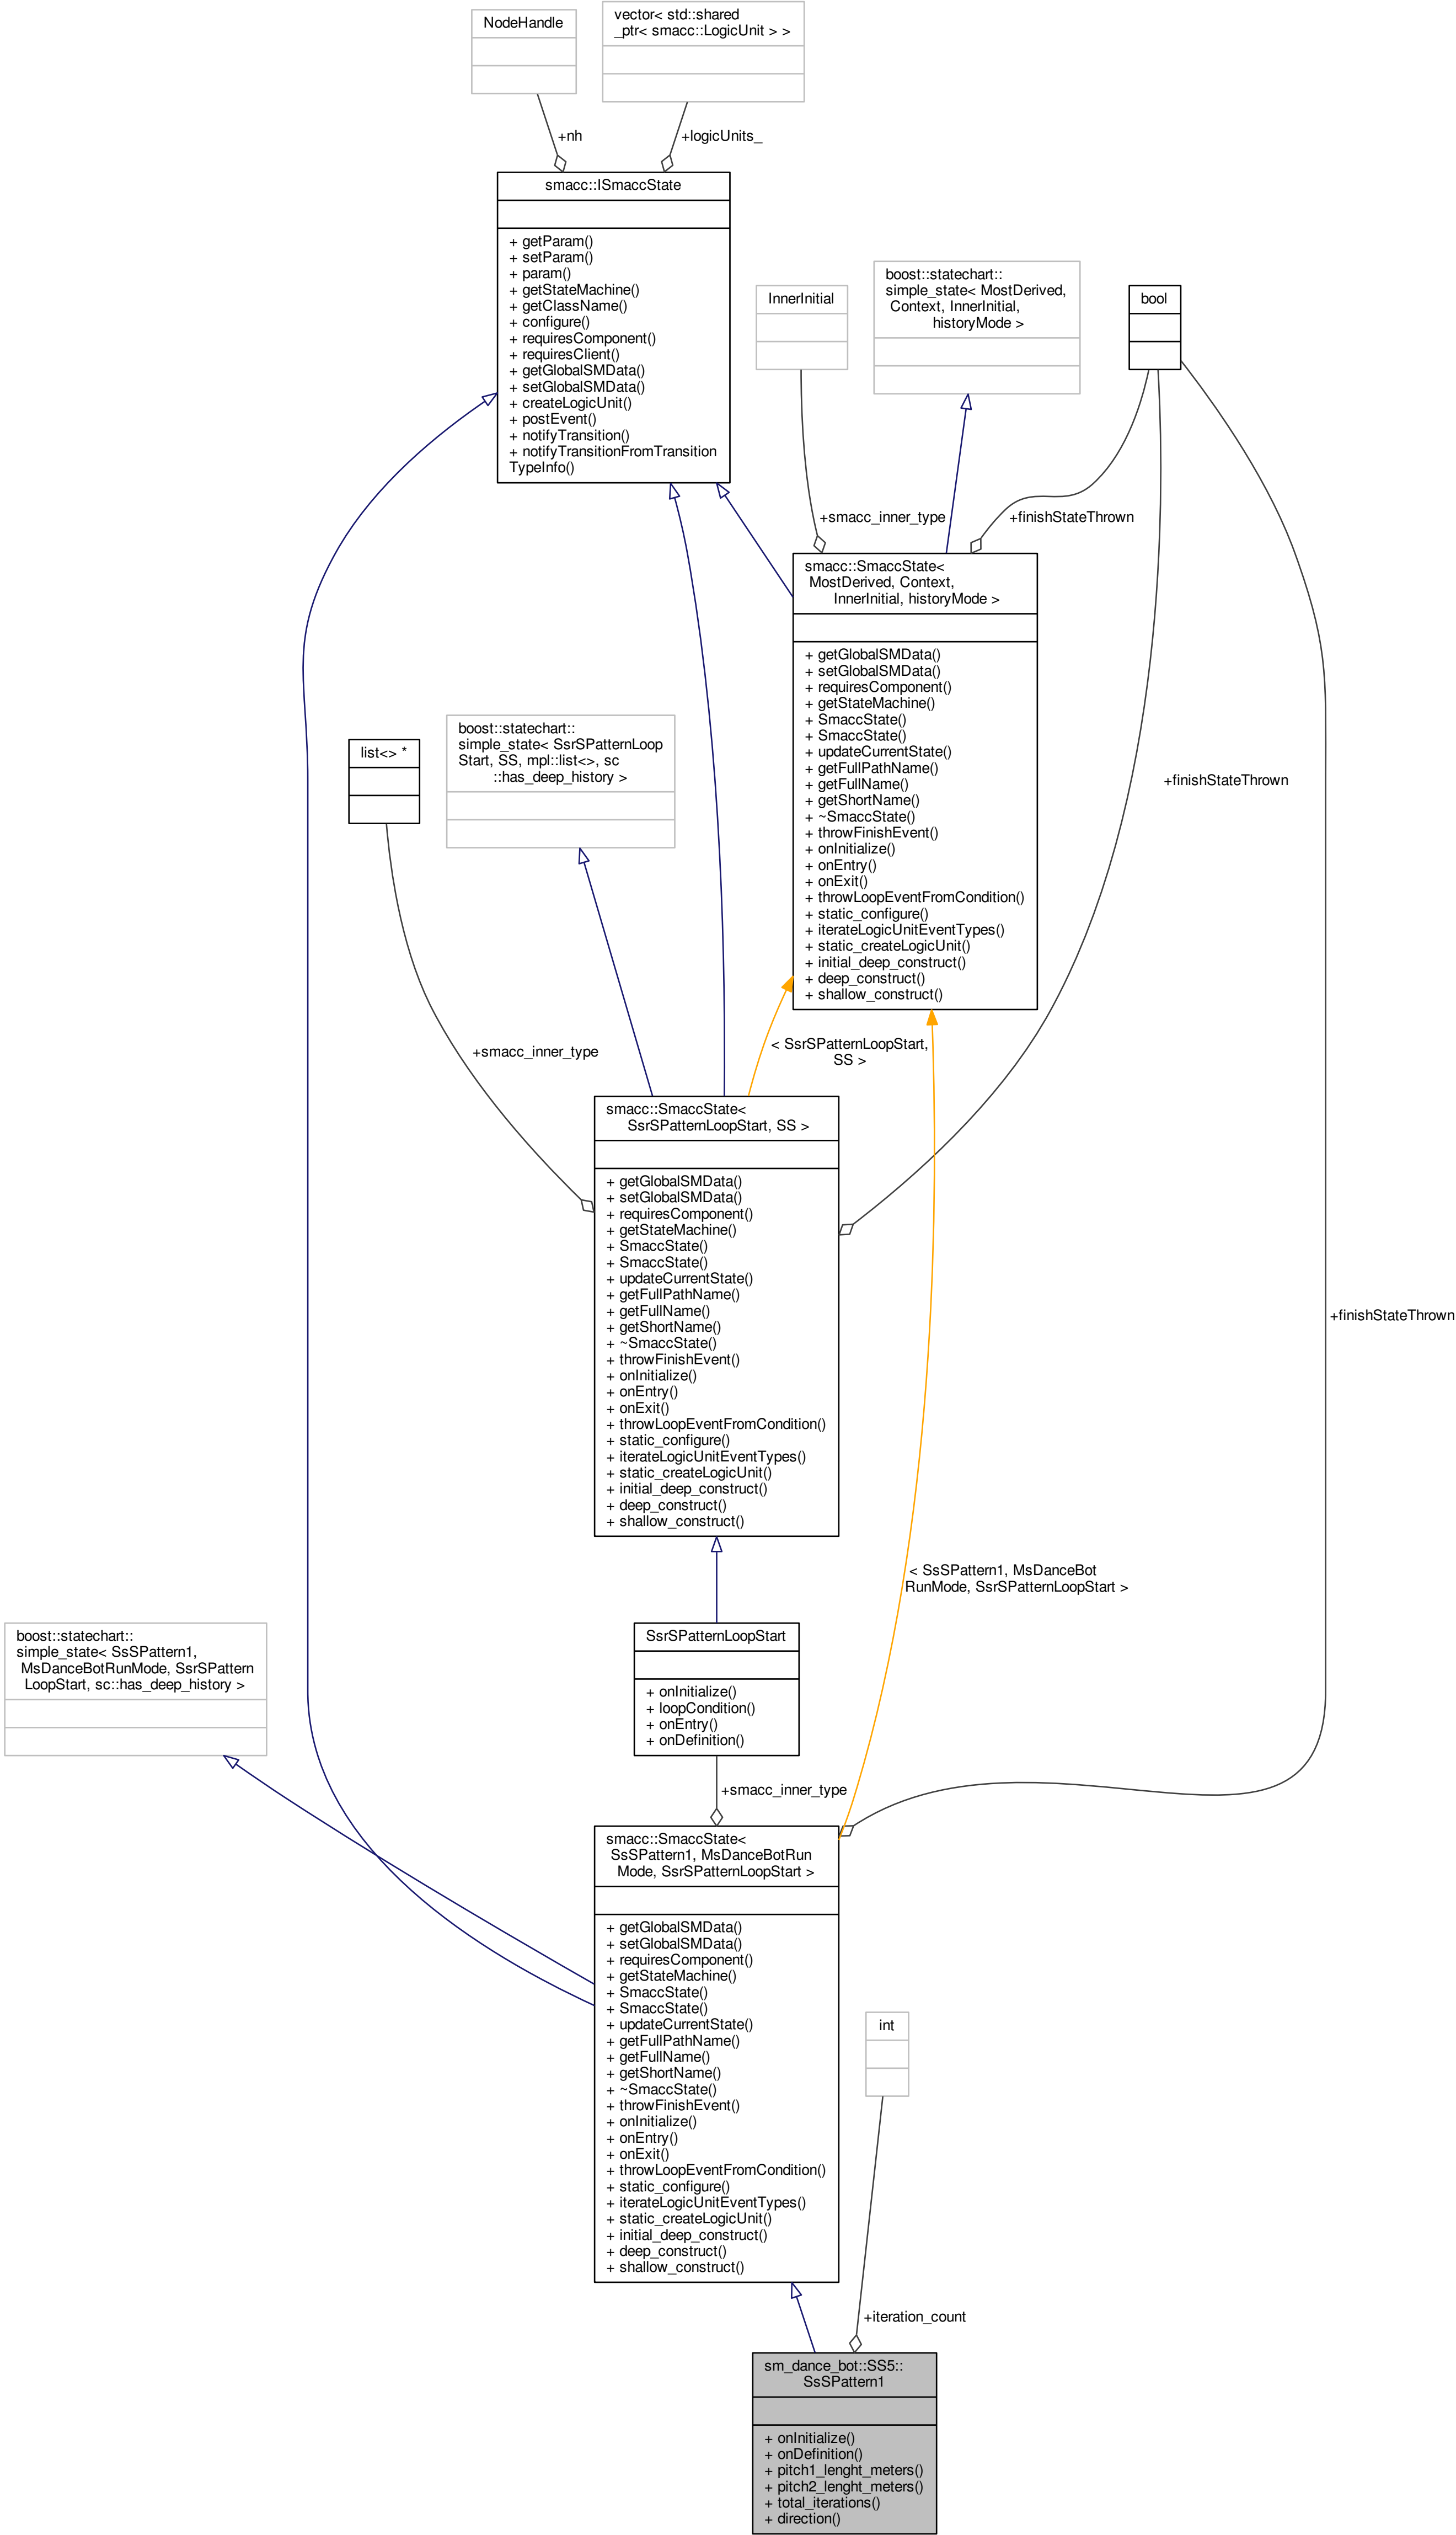 NodeHandle
vector< std::shared
_ptr< smacc::LogicUnit > >
+nh
+logicUnits_
smacc::ISmaccState
+ getParam()
+ setParam()
+ param()
+ getStateMachine()
+ getClassName()
+ configure()
+ requiresComponent()
+ requiresClient()
+ getGlobalSMData()
+ setGlobalSMData()
+ createLogicUnit()
+ postEvent()
+ notifyTransition()
+ notifyTransitionFromTransition
TypeInfo()
InnerInitial
boost::statechart::
simple_state< MostDerived,
Context, InnerInitial,
historyMode >
bool
+smacc_inner_type
+finishStateThrown
smacc::SmaccState<
MostDerived, Context,
InnerInitial, historyMode >
+ getGlobalSMData()
+ setGlobalSMData()
+ requiresComponent()
+ getStateMachine()
+ SmaccState()
+ SmaccState()
+ updateCurrentState()
+ getFullPathName()
+ getFullName()
+ getShortName()
+ ~SmaccState()
+ throwFinishEvent()
+ onInitialize()
+ onEntry()
+ onExit()
+ throwLoopEventFromCondition()
+ static_configure()
+ iterateLogicUnitEventTypes()
+ static_createLogicUnit()
+ initial_deep_construct()
+ deep_construct()
+ shallow_construct()
list<> *
boost::statechart::
simple_state< SsrSPatternLoop
Start, SS, mpl::list<>, sc
::has_deep_history >
+finishStateThrown
+smacc_inner_type
< SsrSPatternLoopStart,
SS >
smacc::SmaccState<
SsrSPatternLoopStart, SS >
+ getGlobalSMData()
+ setGlobalSMData()
+ requiresComponent()
+ getStateMachine()
+ SmaccState()
+ SmaccState()
+ updateCurrentState()
+ getFullPathName()
+ getFullName()
+ getShortName()
+ ~SmaccState()
+ throwFinishEvent()
+ onInitialize()
+ onEntry()
+ onExit()
+ throwLoopEventFromCondition()
+ static_configure()
+ iterateLogicUnitEventTypes()
+ static_createLogicUnit()
+ initial_deep_construct()
+ deep_construct()
+ shallow_construct()
+finishStateThrown
< SsSPattern1, MsDanceBot
RunMode, SsrSPatternLoopStart >
boost::statechart::
simple_state< SsSPattern1,
MsDanceBotRunMode, SsrSPattern
LoopStart, sc::has_deep_history >
SsrSPatternLoopStart
+ onInitialize()
+ loopCondition()
+ onEntry()
+ onDefinition()
+smacc_inner_type
smacc::SmaccState<
SsSPattern1, MsDanceBotRun
Mode, SsrSPatternLoopStart >
+ getGlobalSMData()
+ setGlobalSMData()
+ requiresComponent()
+ getStateMachine()
+ SmaccState()
+ SmaccState()
+ updateCurrentState()
+ getFullPathName()
+ getFullName()
+ getShortName()
+ ~SmaccState()
+ throwFinishEvent()
+ onInitialize()
+ onEntry()
+ onExit()
+ throwLoopEventFromCondition()
+ static_configure()
+ iterateLogicUnitEventTypes()
+ static_createLogicUnit()
+ initial_deep_construct()
+ deep_construct()
+ shallow_construct()
int
+iteration_count
sm_dance_bot::SS5::
SsSPattern1
+ onInitialize()
+ onDefinition()
+ pitch1_lenght_meters()
+ pitch2_lenght_meters()
+ total_iterations()
+ direction()